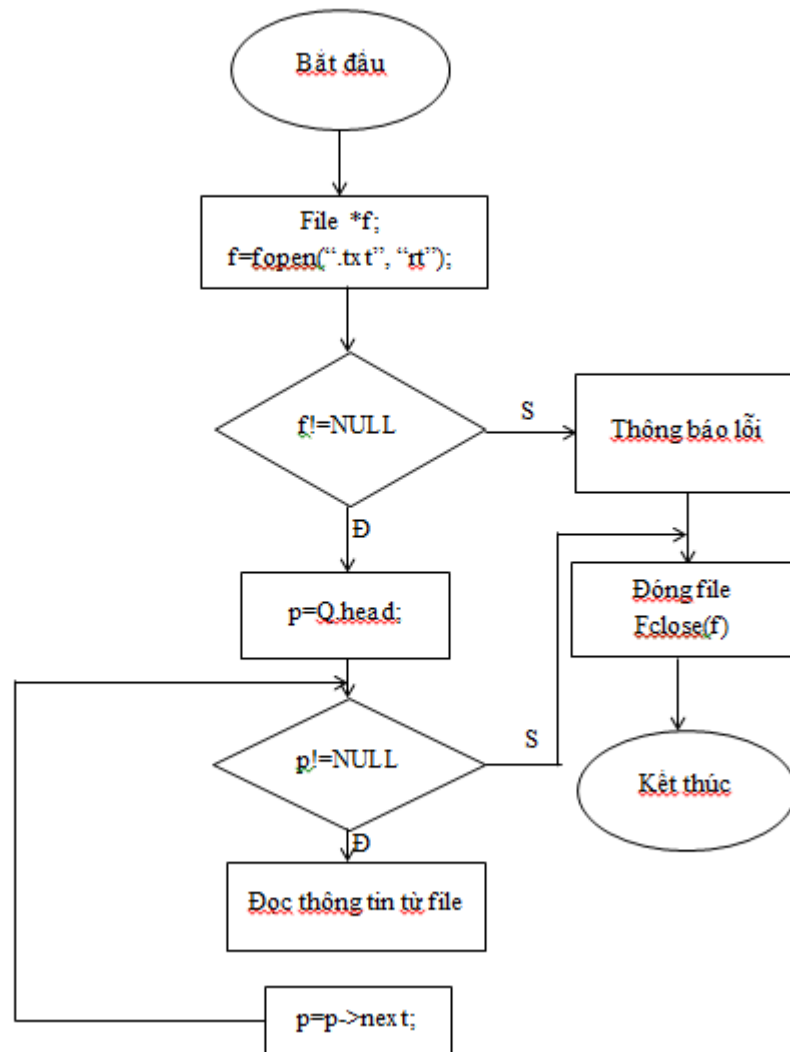 Bắt đầu
File *f;
f=fopen(“.txt”, “rt”);
f!=NULL
S
Thông báo lỗi
Đ
p=Q.head;
Đóng file
Fclose(f)
p!=NULL
S
Kết thúc
Đ
Đọc thông tin từ file
p=p->next;